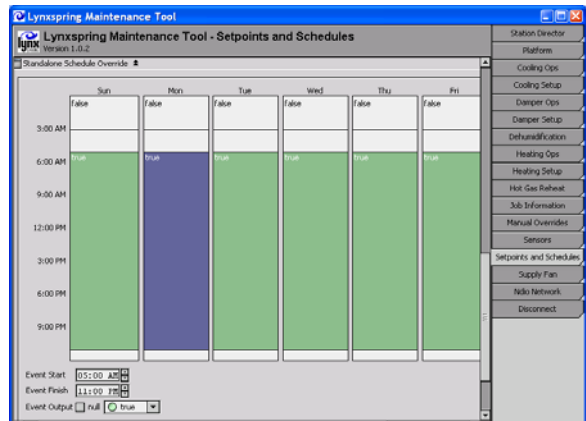 Lynxspring Maintenance Tool
lynx
Lynxspring Maintenance Tool - Setpoints and Schedules
Version 1.0.2
Standalone Schedule Override
Sun Mon Tue Wed Thu Fri
false false false false false false
3:00 AM
true true true true true true
6:00 AM
9:00 AM
12:00 PM
3:00 PM
6:00 PM
9:00 PM
Event Start 05:00 AM
Event Finish 11:00 PM
Event Output null true
Station Director
Platform
Cooling Ops
Cooling Setup
Damper Ops
Damper Setup
Dehumidification
Heating Ops
Heating Setup
Hot Gas Reheat
Job Information
Manual Overrides
Sensors
Setpoints and Schedules
Supply Fan
Ndio Network
Disconnect